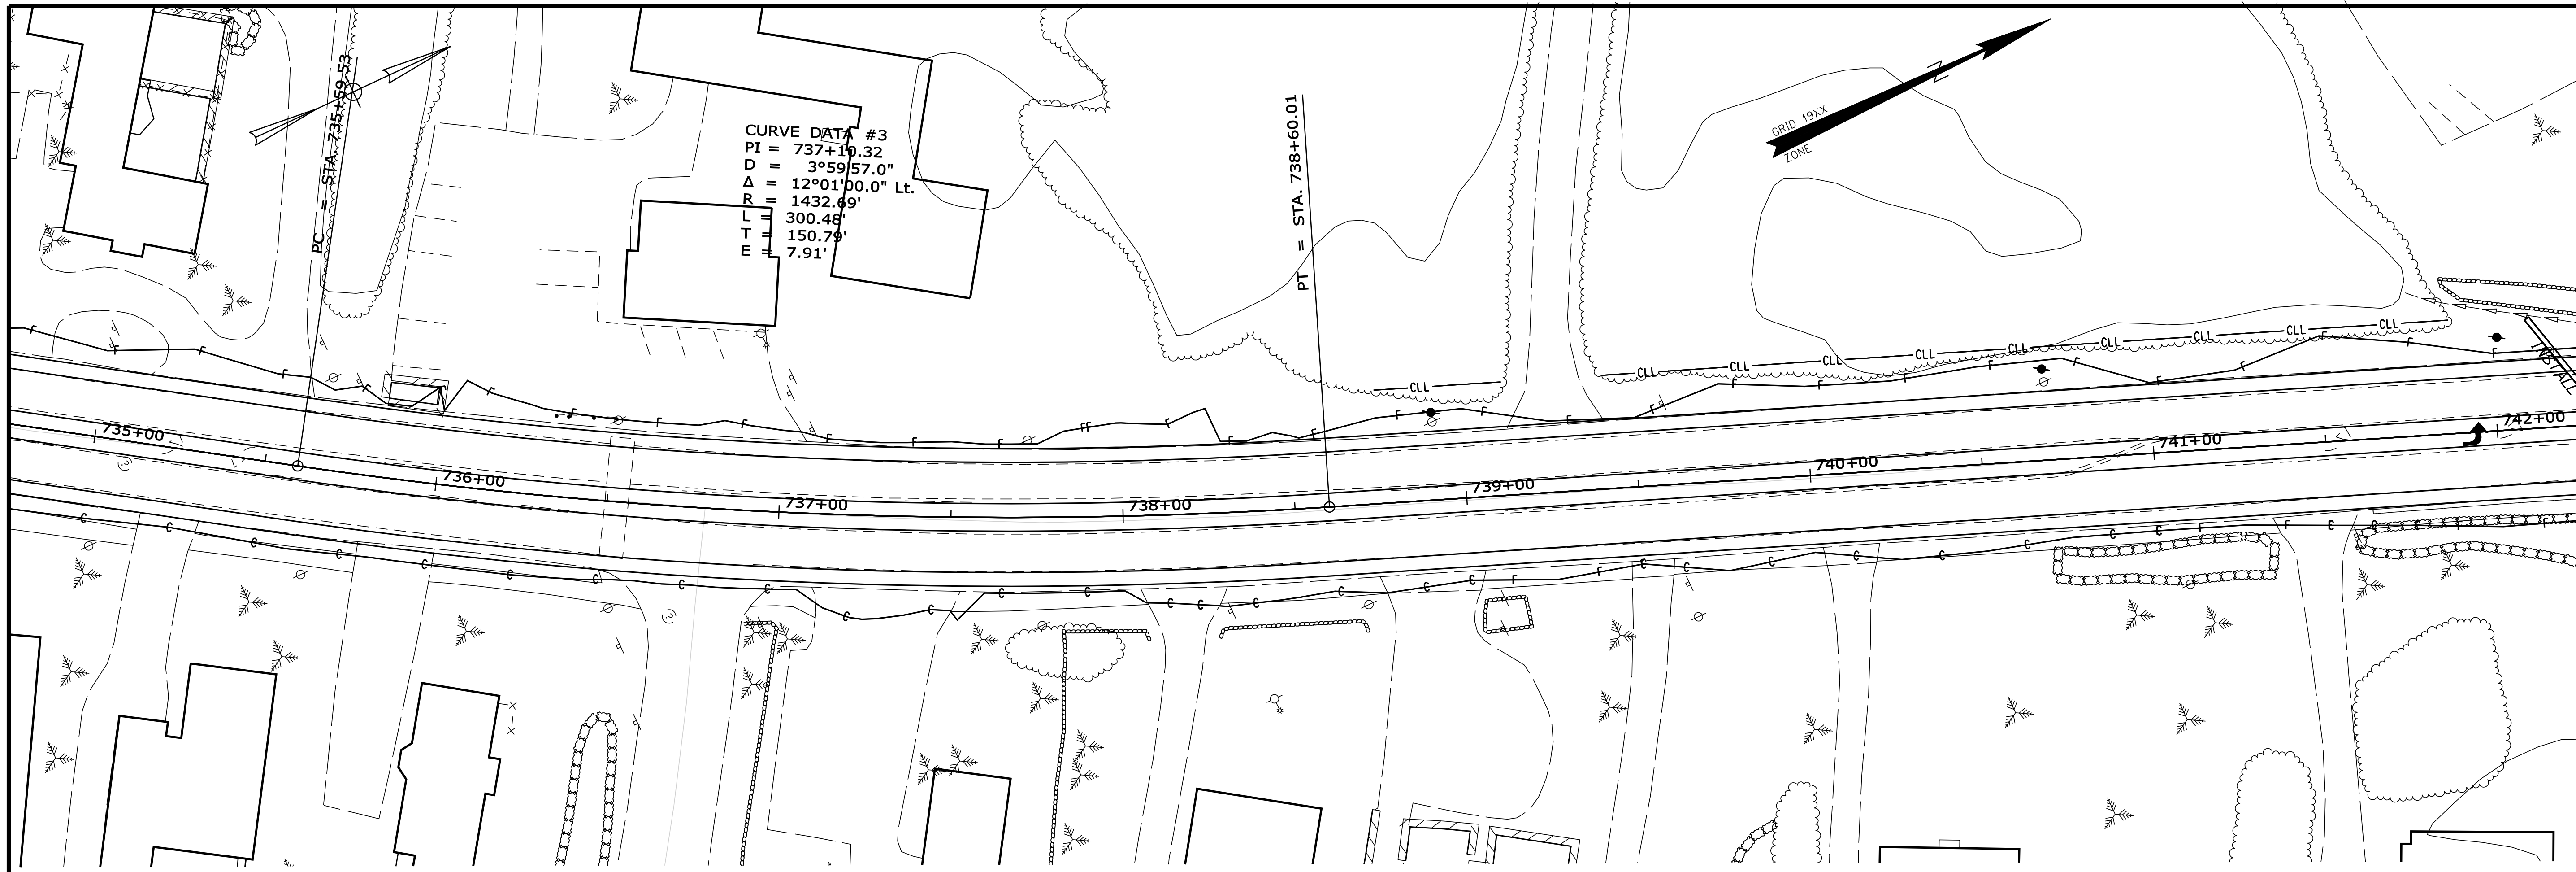 PC = STA. 735+59.53
CURVE DATA #3
PI = 737+10.32
D = 3°59'57.0"
Δ = 12°01'00.0" Lt.
R = 1432.69'
L = 300.48'
T = 150.79'
E = 7.91'
PT = STA. 738+60.01
GRID 19XX
N
ZONE
CLL
CLL
CLL
CLL
CLL
CLL
CLL
CLL
CLL
CLL
735+00
736+00
737+00
738+00
739+00
740+00
741+00
742+00